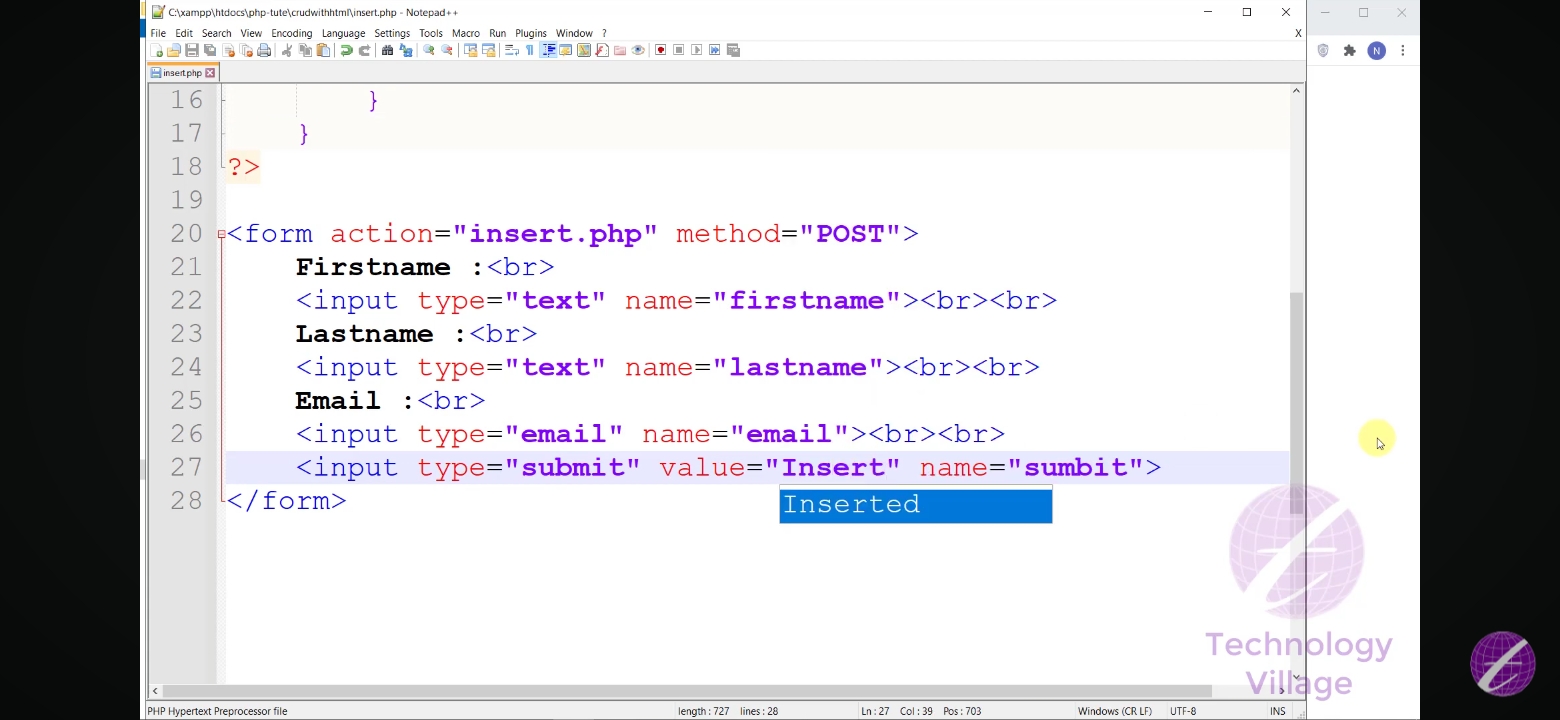 C:\xampp\htdocs\php-tute\crudwithhtml\insert.php - Notepad++
File Edit Search View Encoding Language Settings Tools Macro Run Plugins Window ? X
insert.php
N
16 }
17 }
18 ?>
19
20 <form action="insert.php" method="POST">
21 Firstname :<br>
22 <input type="text" name="firstname"><br><br>
23 Lastname :<br>
24 <input type="text" name="lastname"><br><br>
25 Email :<br>
26 <input type="email" name="email"><br><br>
27 <input type="submit" value="Insert" name="sumbit">
28 </form>
Inserted
Technology
Village
PHP Hypertext Preprocessor file length : 727 lines : 28 Ln : 27 Col : 39 Pos : 703 Windows (CR LF) UTF-8 INS